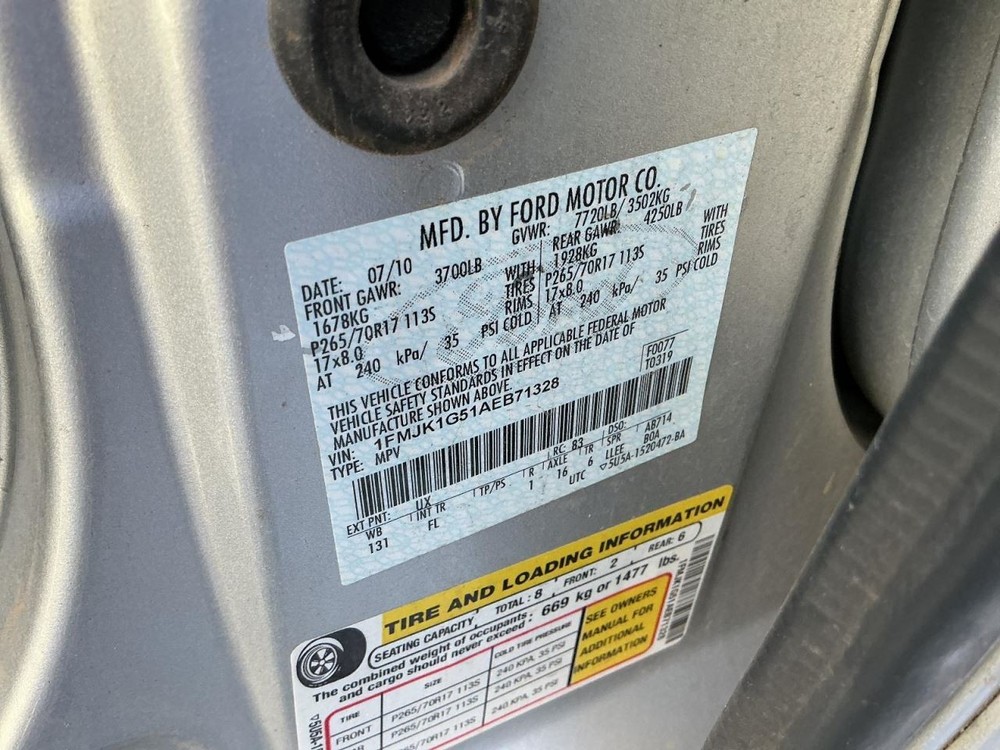 MFD. BY FORD MOTOR CO.
DATE: 07/10 GVWR: 7720LB/ 3502KG
FRONT GAWR: 3700LB REAR GAWR: 4250LB
1678KG WITH 1928KG WITH
P265/70R17 113S TIRES P265/70R17 113S TIRES
17x8.0 RIMS 17x8.0 RIMS
AT 240 kPa/ 35 PSI COLD AT 240 kPa/ 35 PSI COLD
THIS VEHICLE CONFORMS TO ALL APPLICABLE FEDERAL MOTOR
VEHICLE SAFETY STANDARDS IN EFFECT ON THE DATE OF
MANUFACTURE SHOWN ABOVE.
VIN: 1FMJK1G51AEB71328
TYPE: MPV
F0077
T0319
EXT PNT: UX RC: 83 DSO: AB714
WB INT TR TP/PS R AXLE TR SPR BOA
131 FL 1 16 6 LLEE
UTC ▽5U5A-1520472-BA
TIRE AND LOADING INFORMATION
SEATING CAPACITY, TOTAL: 8 FRONT: 2 REAR: 6
The combined weight of occupants and cargo should never exceed: 669 kg or 1477 lbs.
TIRE SIZE COLD TIRE PRESSURE
FRONT P265/70R17 113S 240 KPA, 35 PSI
P265/70R17 113S 240 KPA, 35 PSI
240 KPA, 35 PSI
SEE OWNERS
MANUAL FOR
ADDITIONAL
INFORMATION
1FMJK1G51AEB71328